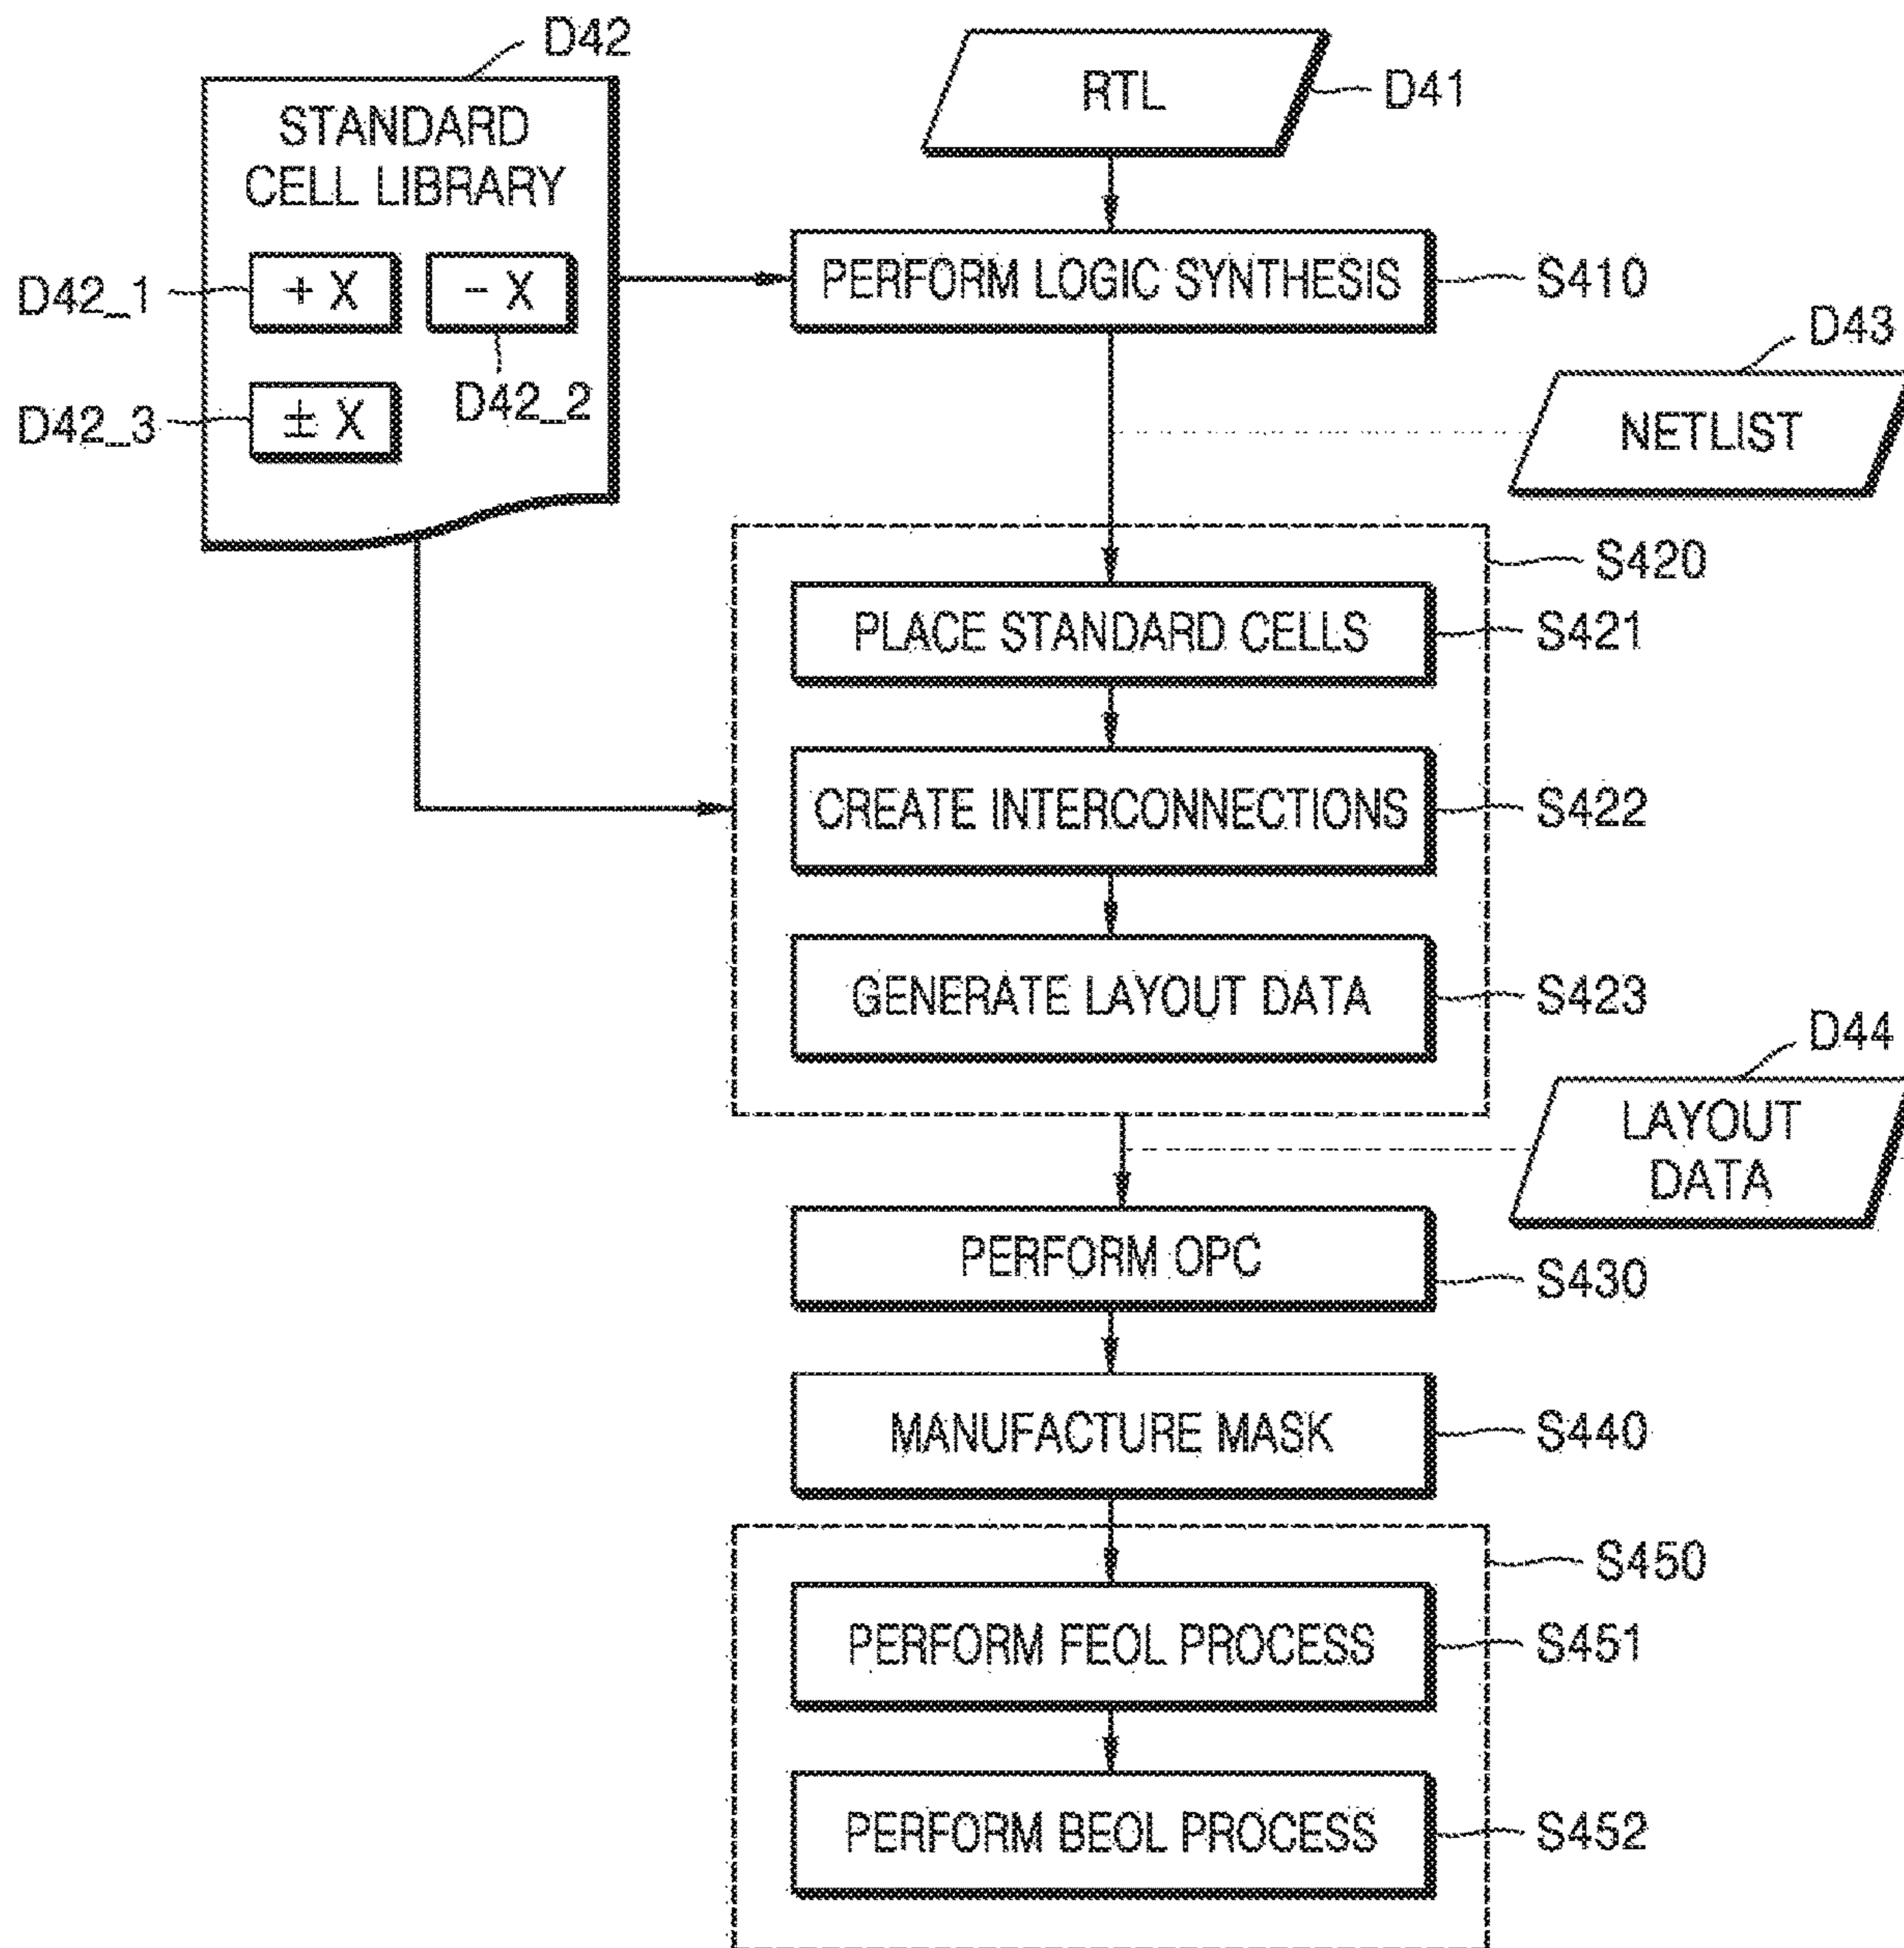 D42
STANDARD
CELL LIBRARY
D42_1
+ X
- X
D42_2
D42_3
± X
RTL
D41
PERFORM LOGIC SYNTHESIS
S410
D43
NETLIST
S420
PLACE STANDARD CELLS
S421
CREATE INTERCONNECTIONS
S422
GENERATE LAYOUT DATA
S423
D44
LAYOUT
DATA
PERFORM OPC
S430
MANUFACTURE MASK
S440
S450
PERFORM FEOL PROCESS
S451
PERFORM BEOL PROCESS
S452